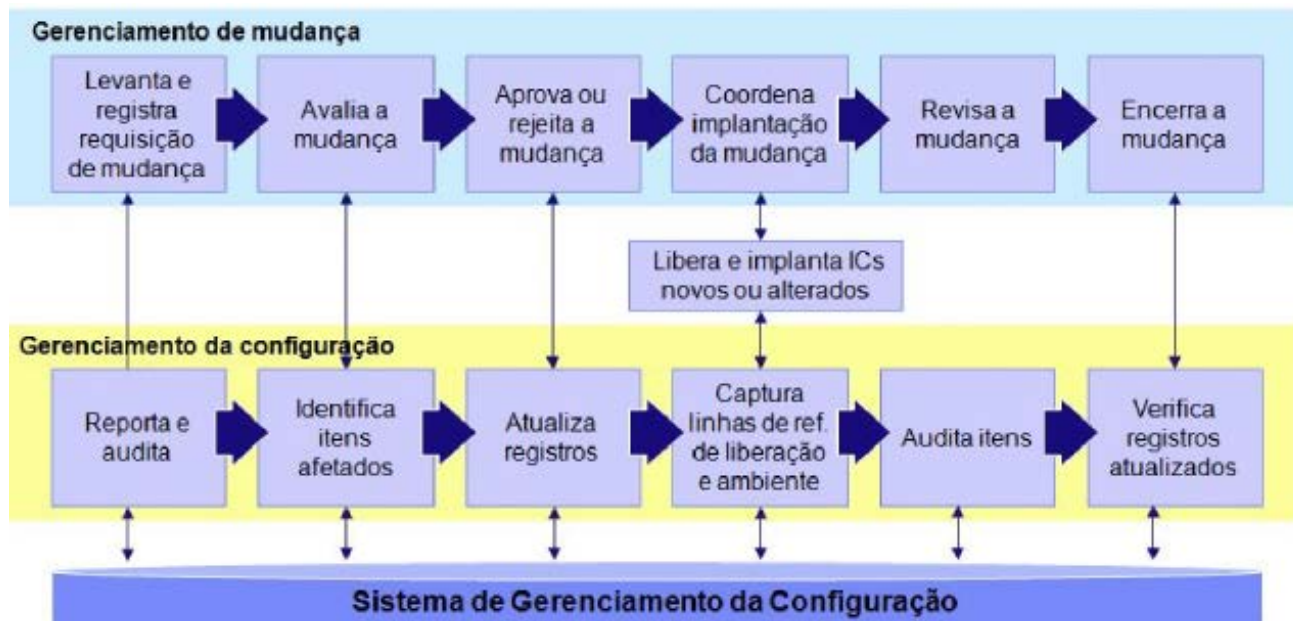 Gerenciamento de mudança
Levanta e
registra
requisição
de mudança
Avalia a
mudança
Aprova ou
rejeita a
mudança
Coordena
implantação
da mudança
Revisa a
mudança
Encerra a
mudança
Libera e implanta ICs
novos ou alterados
Gerenciamento da configuração
Reporta e
audita
Identifica
itens
afetados
Atualiza
registros
Captura
linhas de ref.
de liberação
e ambiente
Audita itens
Verifica
registros
atualizados
Sistema de Gerenciamento da Configuração